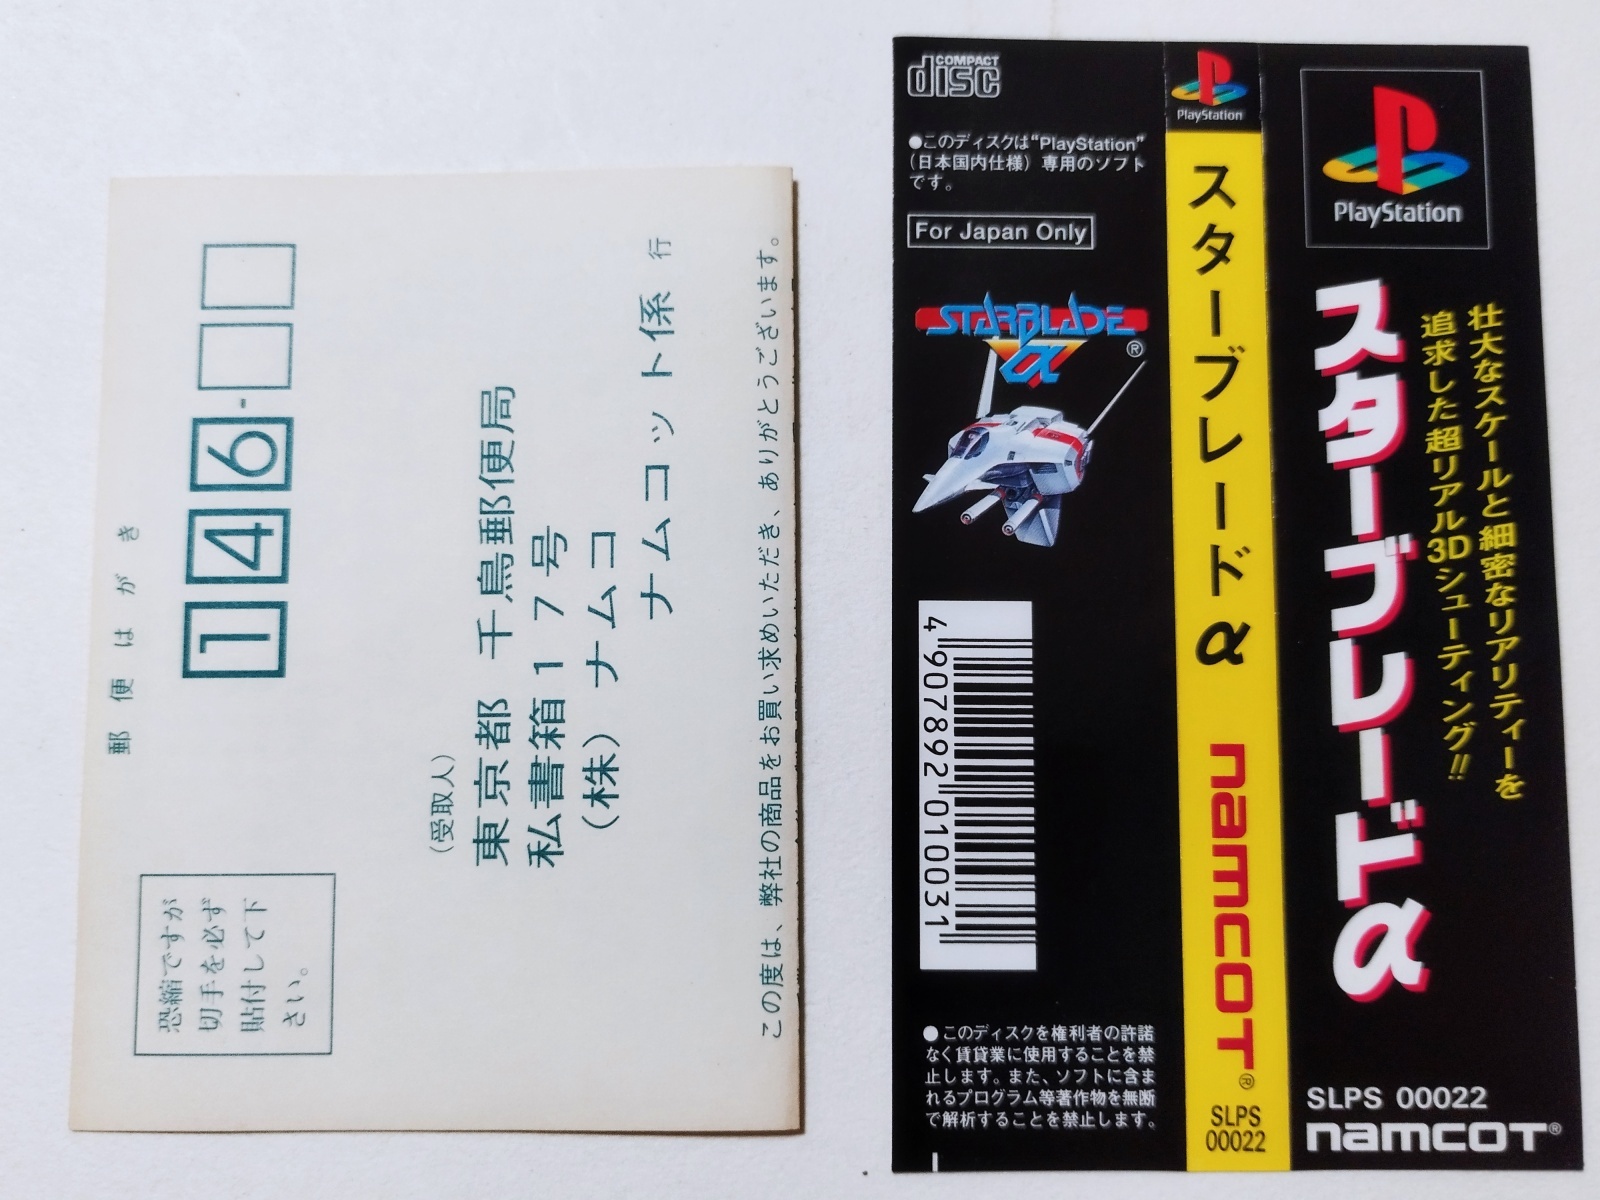 郵便はがき
146-
恐縮ですが
切手を必ず
貼付して下
さい。
(受取人)
東京都 千鳥郵便局
私書箱17号
(株)ナムコ
ナムコット係 行
この度は、弊社の商品をお買い求めいただき、ありがとうございます。
COMPACT
disc
●このディスクは“PlayStation”
(日本国内仕様)専用のソフト
です。
For Japan Only
STARBLADE
α
®
4907892010031
●このディスクを権利者の許諾
なく賃貸業に使用することを禁
止します。また、ソフトに含ま
れるプログラム等著作物を無断
で解析することを禁止します。
PlayStation
スターブレードα
namcoT®
SLPS
00022
PlayStation
壮大なスケールと細密なリアリティーを
追求した超リアル3Dシューティング!!
スターブレードα
SLPS 00022
namcoT®